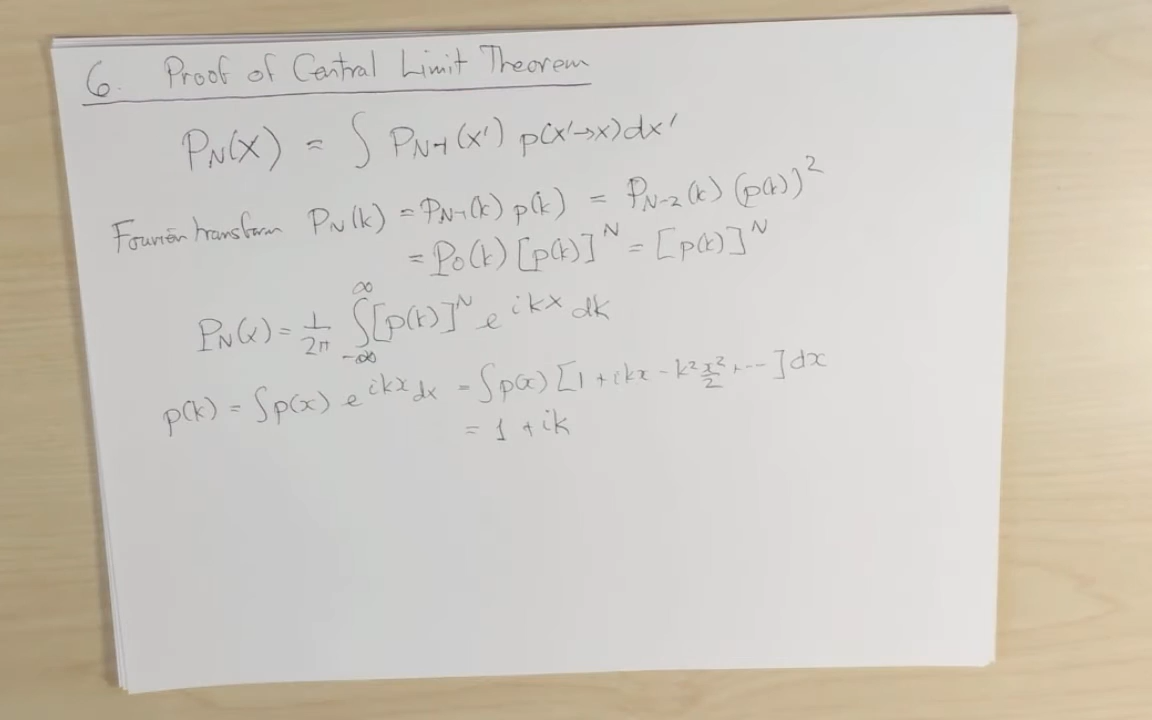 6. Proof of Central Limit Theorem
P_N(X) = ∫ P_{N-1}(x') p(x'→x) dx'
Fourier transform P_N(k) = P_{N-1}(k) p(k) = P_{N-2}(k) (p(k))^2
= P_0(k) [p(k)]^N = [p(k)]^N
P_N(x) = 1/2π ∫_{-∞}^{∞} [p(k)]^N e^{ikx} dk
p(k) = ∫p(x) e^{ikx} dx = ∫p(x) [1 + ikx - k^2 x^2/2 + ...] dx
= 1 + ik